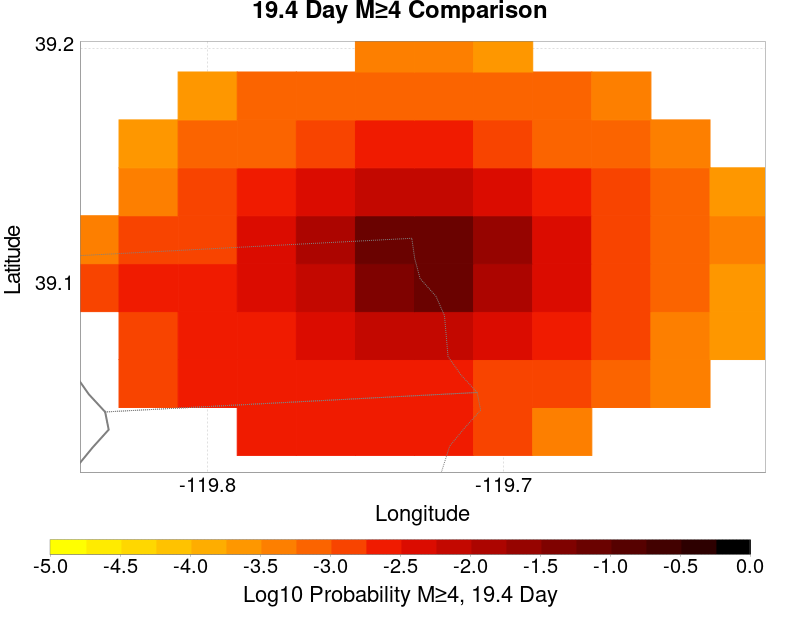 19.4 Day M≥4 Comparison
39.2
39.1
Latitude
-119.8 -119.7
Longitude
-5.0 -4.5 -4.0 -3.5 -3.0 -2.5 -2.0 -1.5 -1.0 -0.5 0.0
Log10 Probability M≥4, 19.4 Day